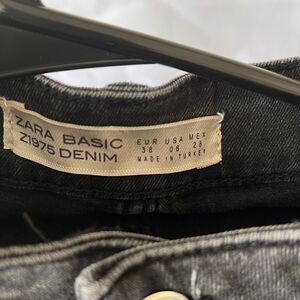 ZARA BASIC
Z1975 DENIM
EUR USA MEX
38 06 28
MADE IN TURKEY